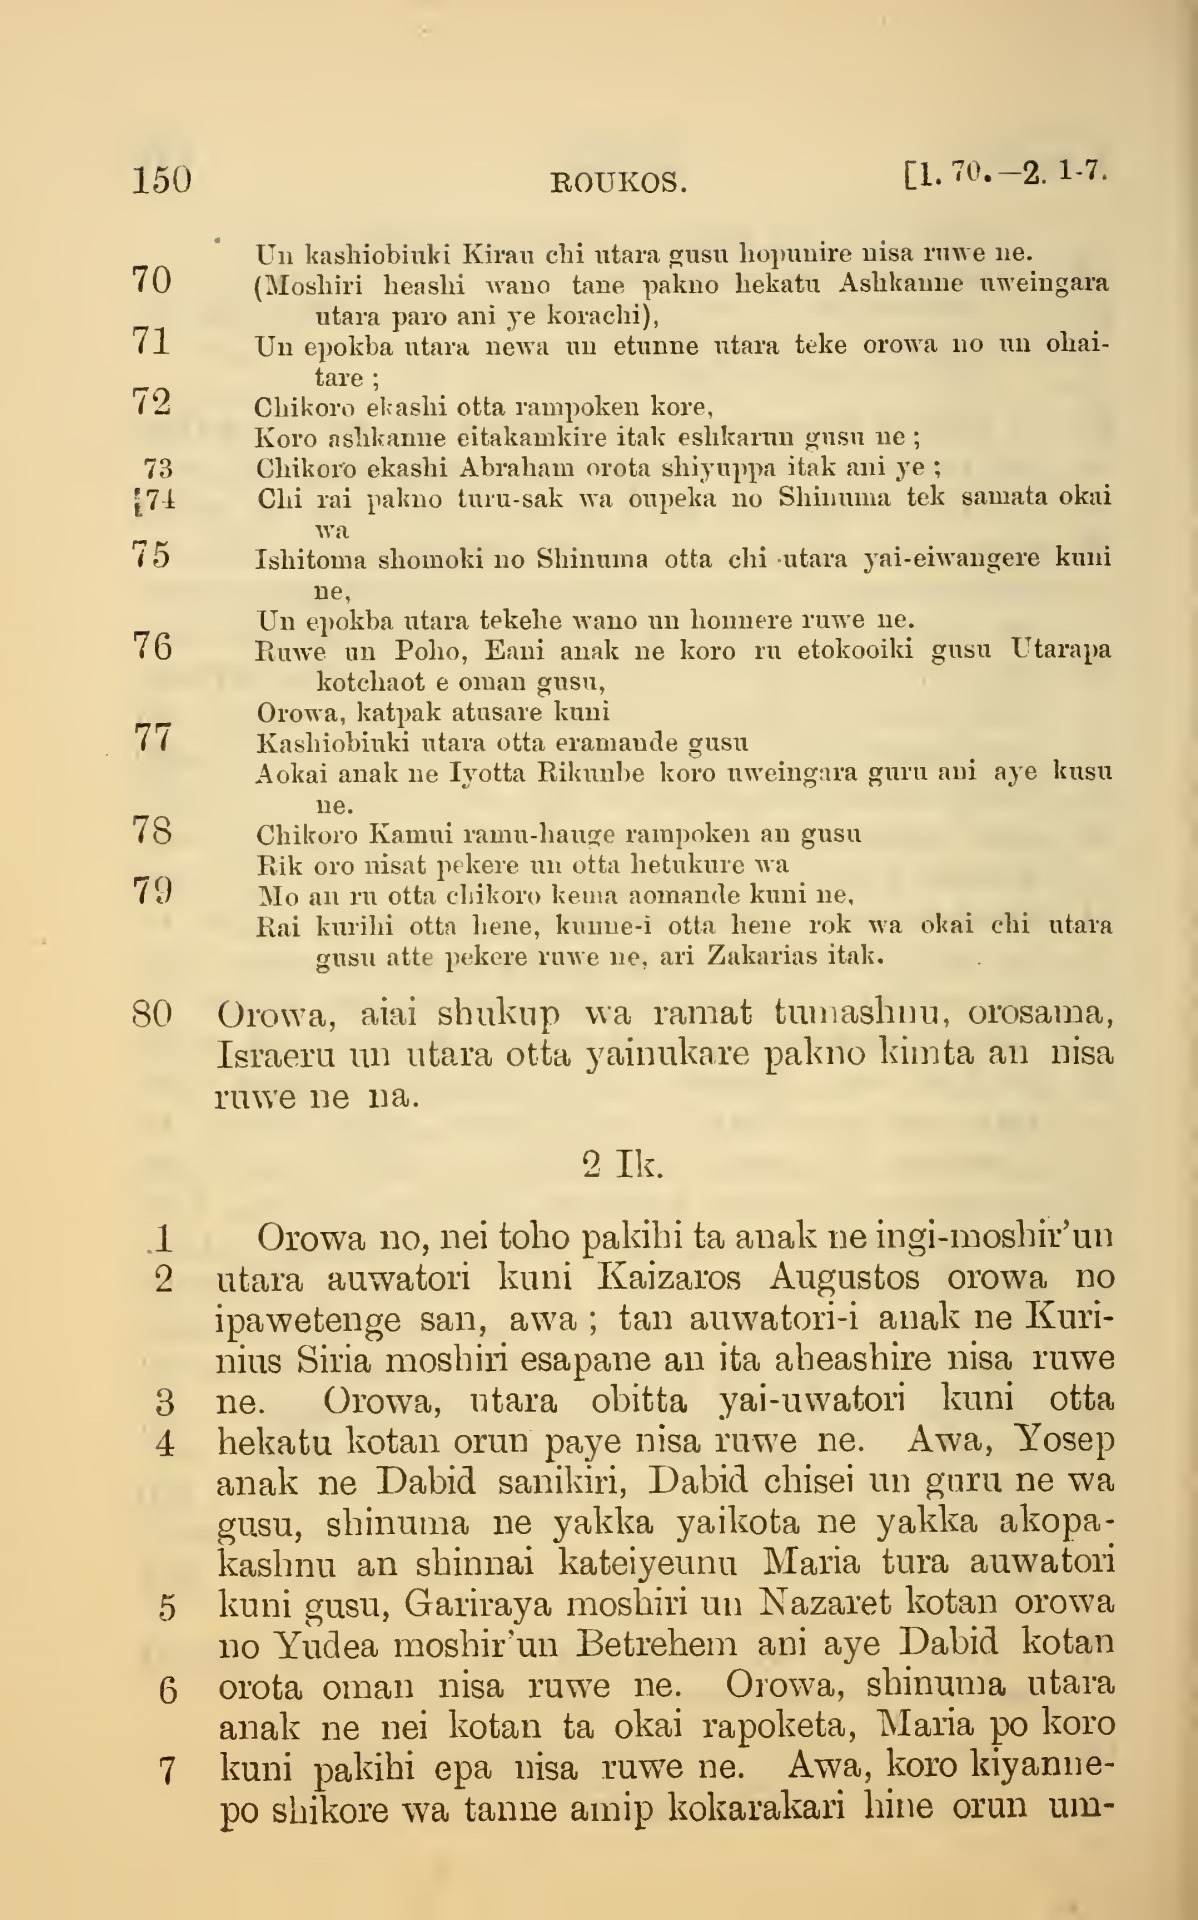 150 ROUKOS. [1. 70.—2. 1-7.
Un kashiobiuki Kirau chi utara gusu hopunire nisa ruwe ne.
70 (Moshiri heashi wano tane pakno hekatu Ashkanne uweingara
utara paro ani ye korachi),
71 Un epokba utara newa un etunne utara teke orowa no un ohai-
tare ;
72 Chikoro ekashi otta rampoken kore,
Koro ashkanne eitakamkire itak eshkarun gusu ne ;
73 Chikoro ekashi Abraham orota shiyuppa itak ani ye ;
74 Chi rai pakno turu-sak wa oupeka no Shinuma tek samata okai
wa
75 Ishitoma shomoki no Shinuma otta chi utara yai-eiwangere kuni
ne,
Un epokba utara tekehe wano un honnere ruwe ne.
76 Ruwe un Poho, Eani anak ne koro ru etokooiki gusu Utarapa
kotchaot e oman gusu,
Orowa, katpak atusare kuni
77 Kashiobiuki utara otta eramande gusu
Aokai anak ne Iyotta Rikunbe koro uweingara guru ani aye kusu
ne.
78 Chikoro Kamui ramu-hauge rampoken an gusu
Rik oro nisat pekere un otta hetukure wa
79 Mo an ru otta chikoro kema aomande kuni ne,
Rai kurihi otta hene, kunne-i otta hene rok wa okai chi utara
gusu atte pekere ruwe ne, ari Zakarias itak.
80 Orowa, aiai shukup wa ramat tumashnu, orosama,
Israeru un utara otta yainukare pakno kimta an nisa
ruwe ne na.
2 Ik.
1 Orowa no, nei toho pakihi ta anak ne ingi-moshir'un
2 utara auwatori kuni Kaizaros Augustos orowa no
ipawetenge san, awa ; tan auwatori-i anak ne Kuri-
nius Siria moshiri esapane an ita aheashire nisa ruwe
3 ne. Orowa, utara obitta yai-uwatori kuni otta
4 hekatu kotan orun paye nisa ruwe ne. Awa, Yosep
anak ne Dabid sanikiri, Dabid chisei un guru ne wa
gusu, shinuma ne yakka yaikota ne yakka akopa-
kashnu an shinnai kateiyeunu Maria tura auwatori
5 kuni gusu, Gariraya moshiri un Nazaret kotan orowa
no Yudea moshir'un Betrehem ani aye Dabid kotan
6 orota oman nisa ruwe ne. Orowa, shinuma utara
anak ne nei kotan ta okai rapoketa, Maria po koro
7 kuni pakihi epa nisa ruwe ne. Awa, koro kiyanne-
po shikore wa tanne amip kokarakari hine orun um-